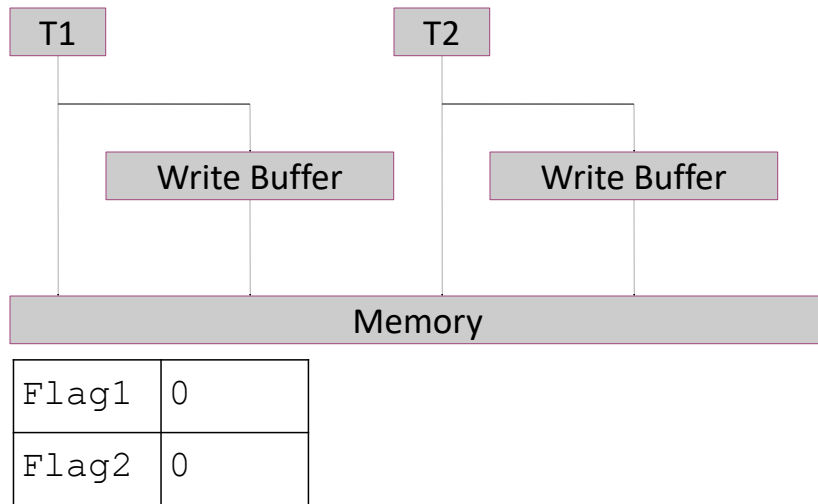 T1 T2
Write Buffer Write Buffer
Memory
Flag1 0
Flag2 0